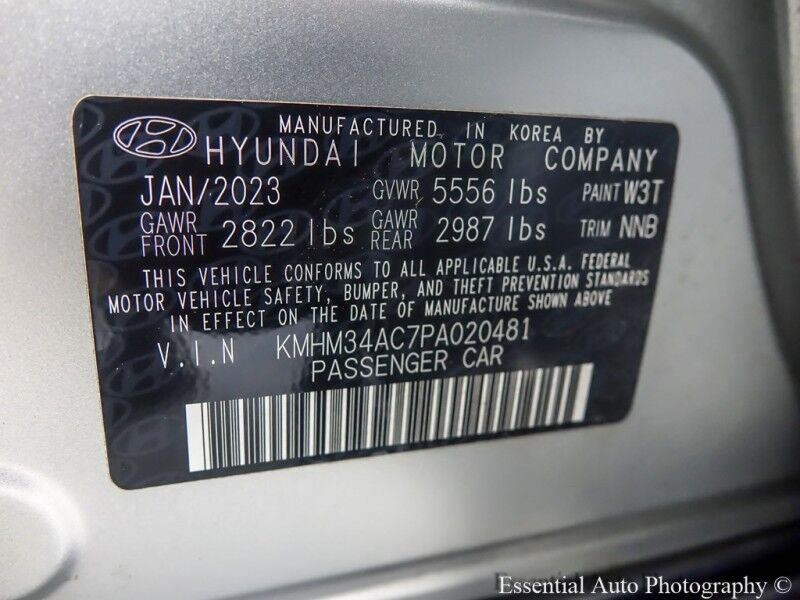 MANUFACTURED IN KOREA BY
HYUNDAI MOTOR COMPANY
JAN/2023 GVWR 5556 lbs PAINT W3T
GAWR FRONT 2822 lbs GAWR REAR 2987 lbs TRIM NNB
THIS VEHICLE CONFORMS TO ALL APPLICABLE U.S.A. FEDERAL
MOTOR VEHICLE SAFETY, BUMPER, AND THEFT PREVENTION STANDARDS
IN EFFECT ON THE DATE OF MANUFACTURE SHOWN ABOVE
V.I.N KMHM34AC7PA020481
PASSENGER CAR
Essential Auto Photography ©